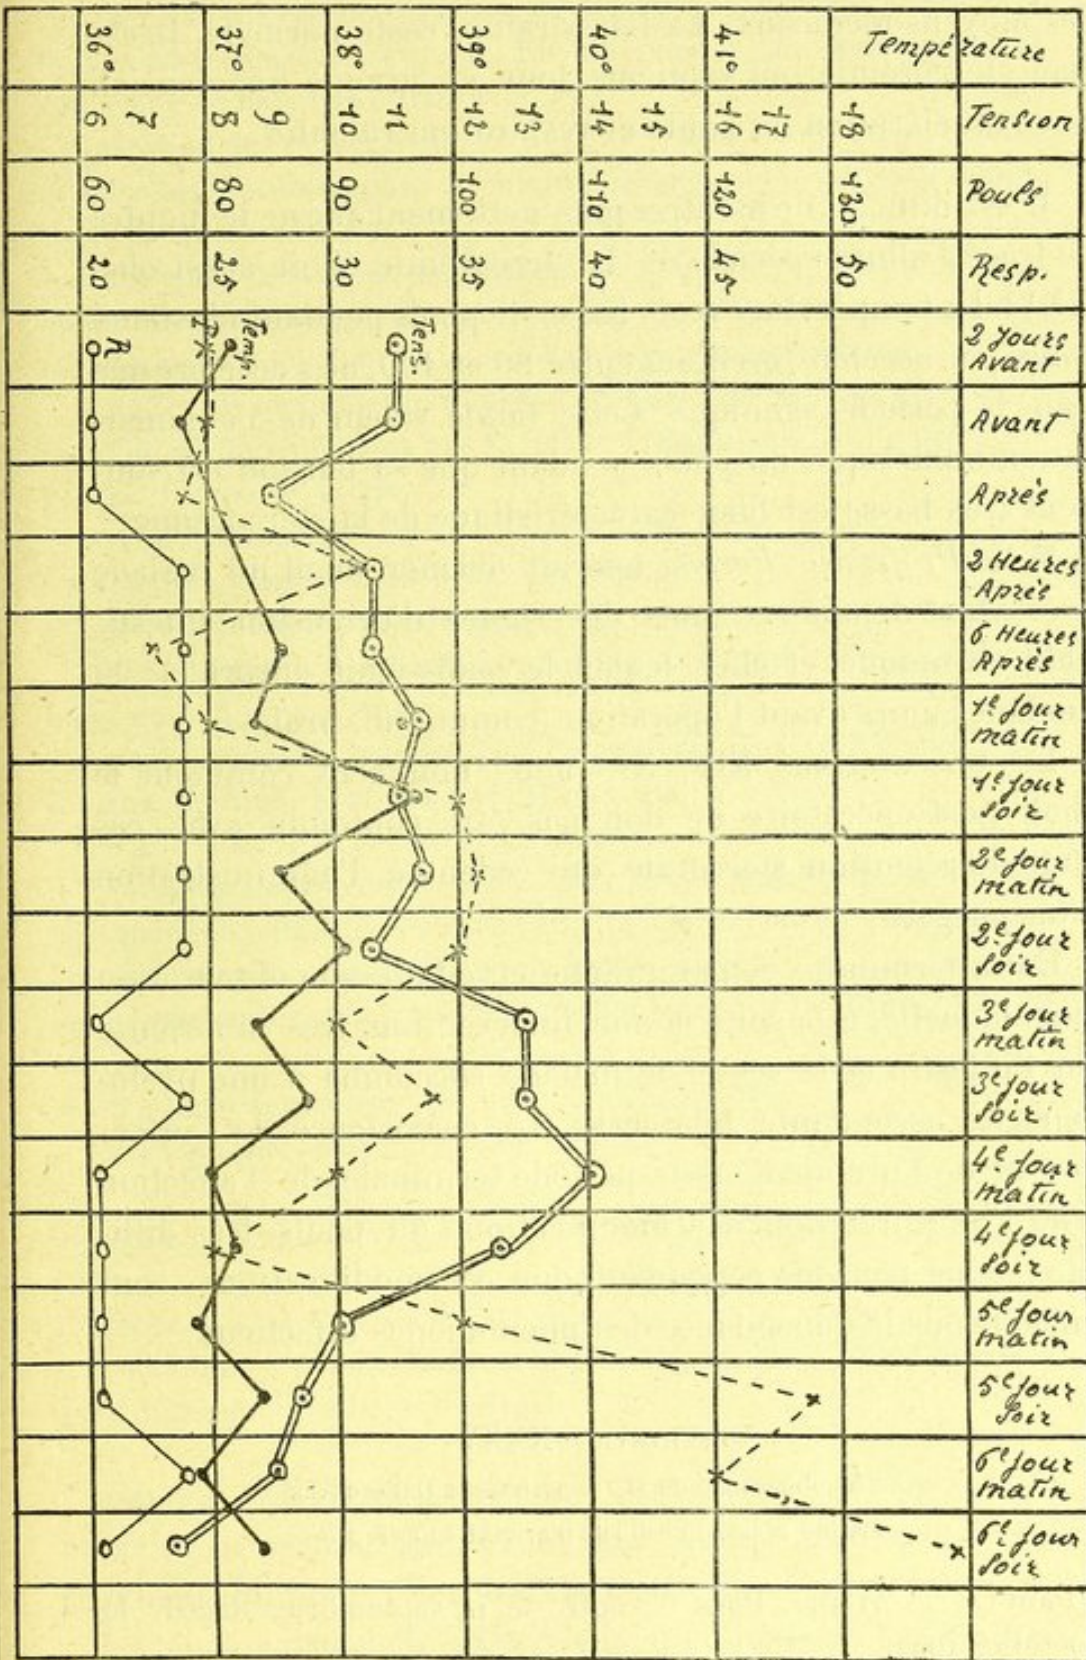 Température
Tension
Pouls
Resp.
2 Jours
Avant
Avant
Après
2 Heures
Après
6 Heures
Après
1e Jour
matin
1e Jour
soir
2e Jour
matin
2e Jour
soir
3e Jour
matin
3e Jour
soir
4e Jour
matin
4e Jour
soir
5e Jour
matin
5e Jour
soir
6e Jour
matin
6e Jour
soir
18 130 50
17
41° 16 120 45
15
40° 14 110 40
13
39° 12 100 35
11
38° 10 90 30
9
37° 8 80 25
7
36° 6 60 20
Tens.
Temp.
P
R